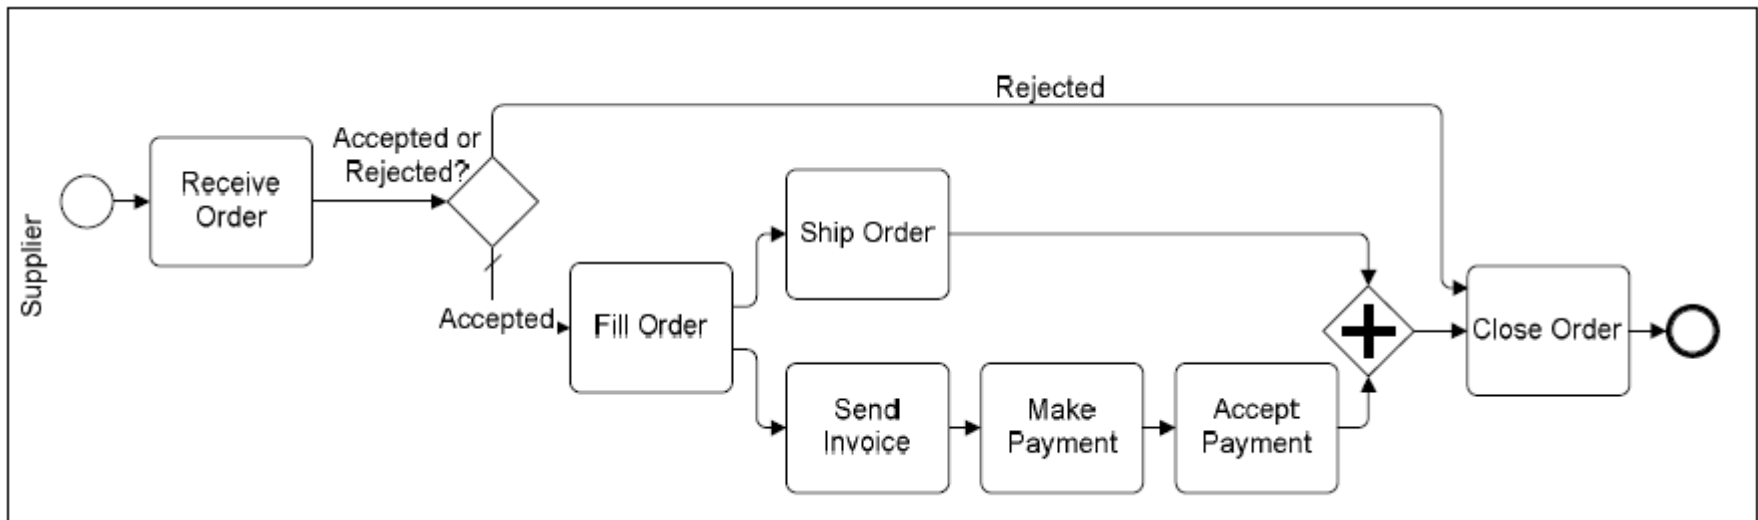 Supplier
Receive
Order
Accepted or
Rejected?
Rejected
Accepted
Fill Order
Ship Order
Send
Invoice
Make
Payment
Accept
Payment
Close Order